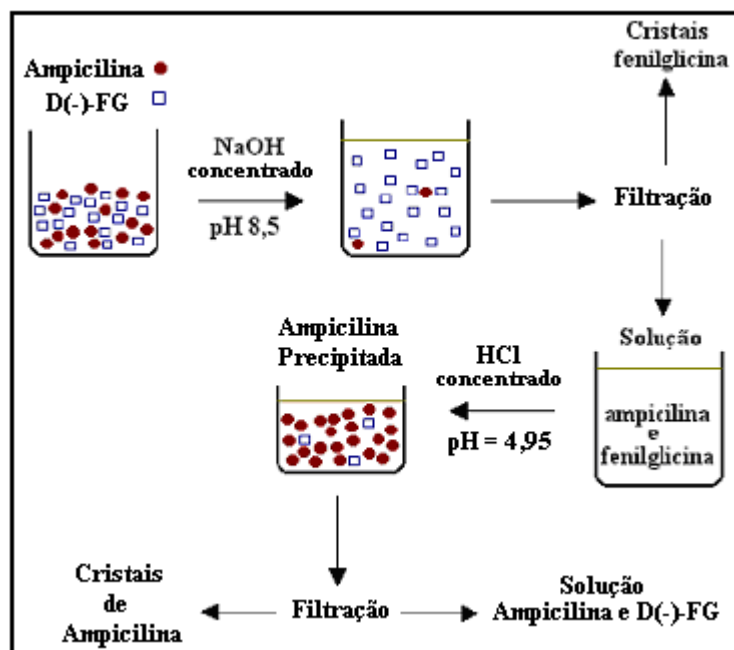 Cristais
fenilglicina
Ampicilina
D(-)-FG
NaOH
concentrado
pH 8,5
Filtração
Solução
ampicilina
e
fenilglicina
HCl
concentrado
pH = 4,95
Ampicilina
Precipitada
Filtração
Cristais
de
Ampicilina
Solução
Ampicilina e D(-)-FG